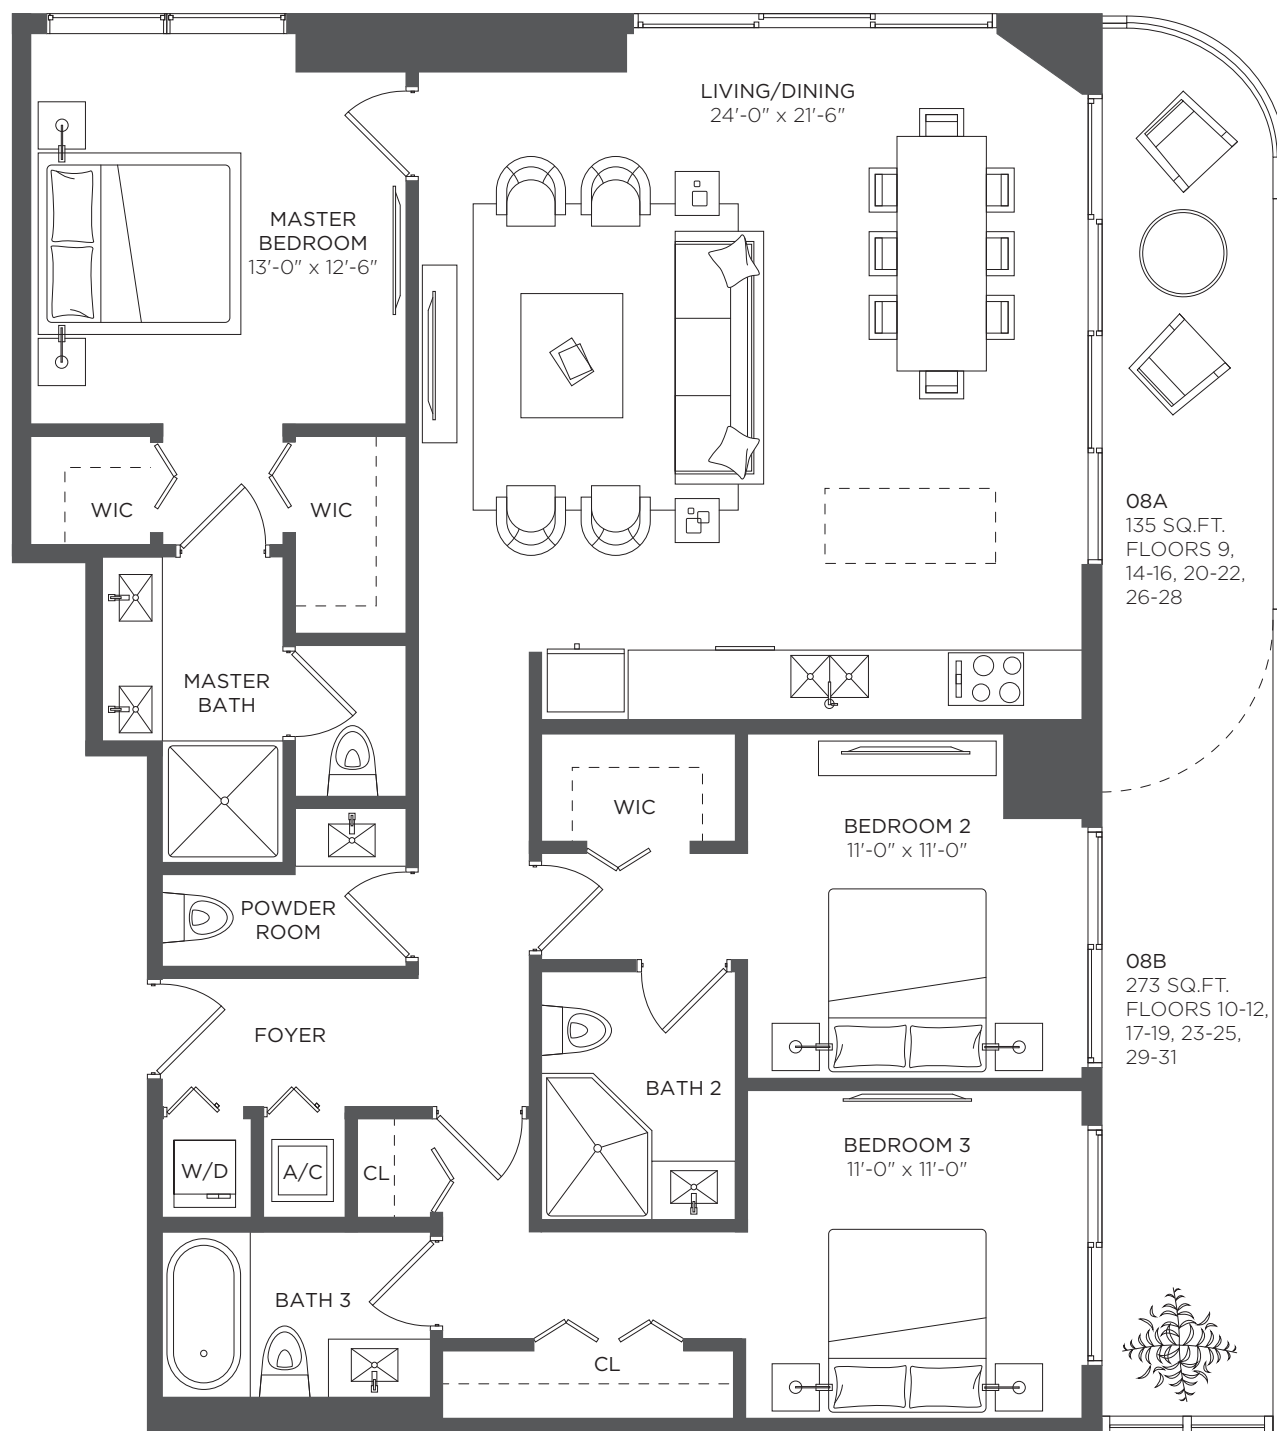 LIVING/DINING
24'-0" x 21'-6"
MASTER
BEDROOM
13'-0" x 12'-6"
WIC
WIC
08A
135 SQ.FT.
FLOORS 9,
14-16, 20-22,
26-28
MASTER
BATH
WIC
BEDROOM 2
11'-0" x 11'-0"
POWDER
ROOM
08B
273 SQ.FT.
FLOORS 10-12,
17-19, 23-25,
29-31
FOYER
BATH 2
W/D
A/C
CL
BEDROOM 3
11'-0" x 11'-0"
BATH 3
CL